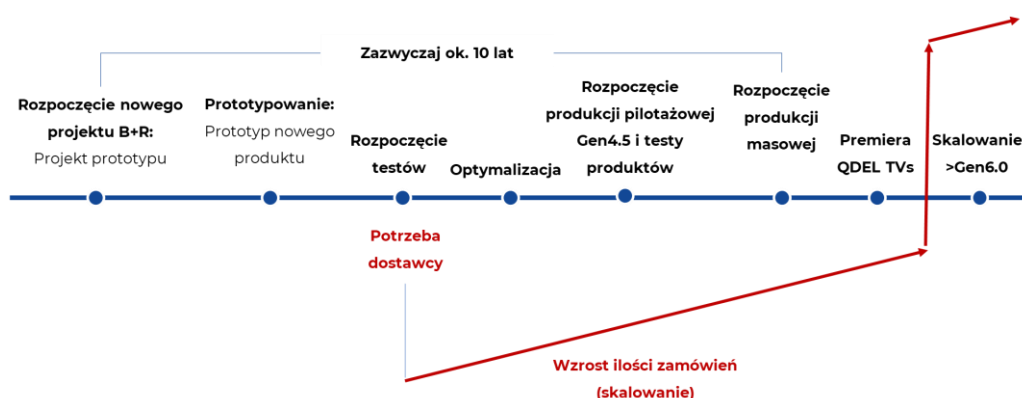 Zazwyczaj ok. 10 lat
Rozpoczęcie nowego
projektu B+R:
Projekt prototypu
Prototypowanie:
Prototyp nowego
produktu
Rozpoczęcie
testów
Optymalizacja
Rozpoczęcie
produkcji pilotażowej
Gen4.5 i testy
produktów
Rozpoczęcie
produkcji
masowej
Premiera
QDEL TVs
Skalowanie
>Gen6.0
Potrzeba
dostawcy
Wzrost ilości zamówień
(skalowanie)